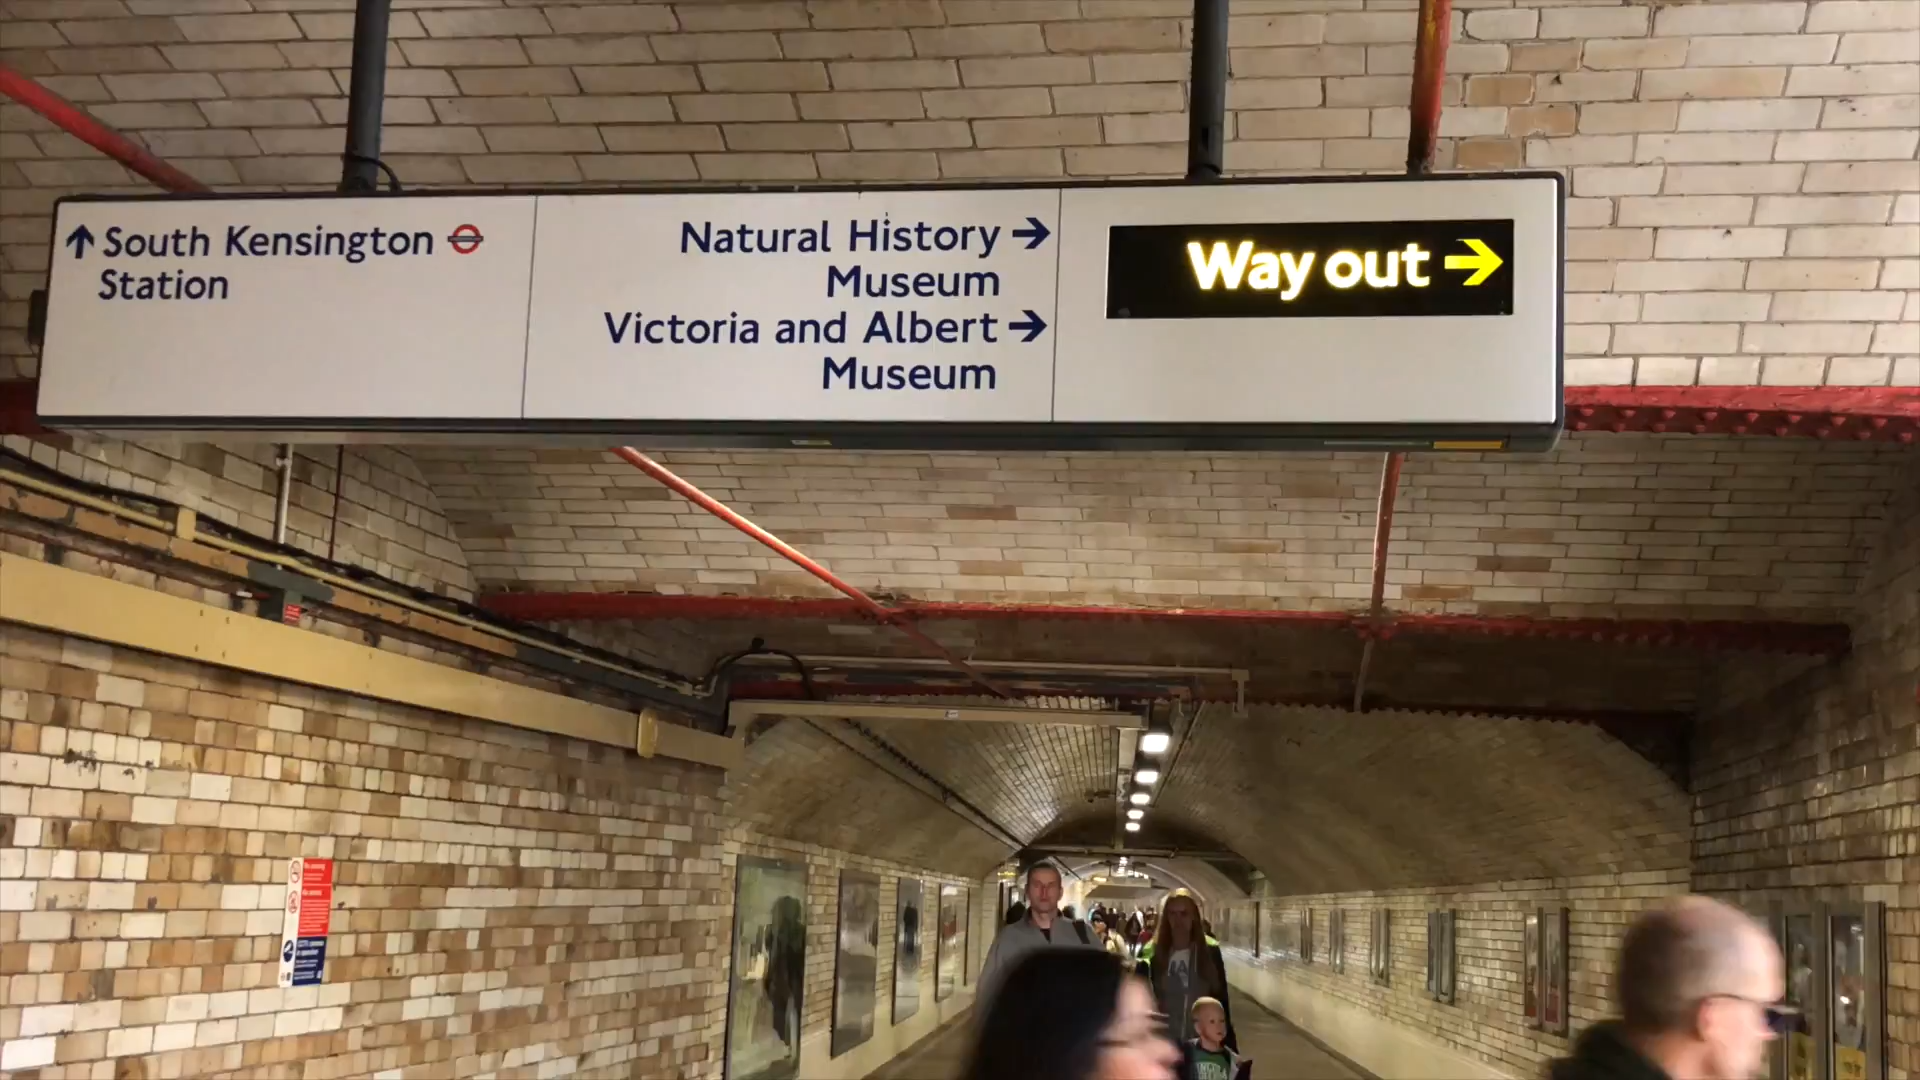 South Kensington
Station
Natural History
Museum
Victoria and Albert
Museum
Way out